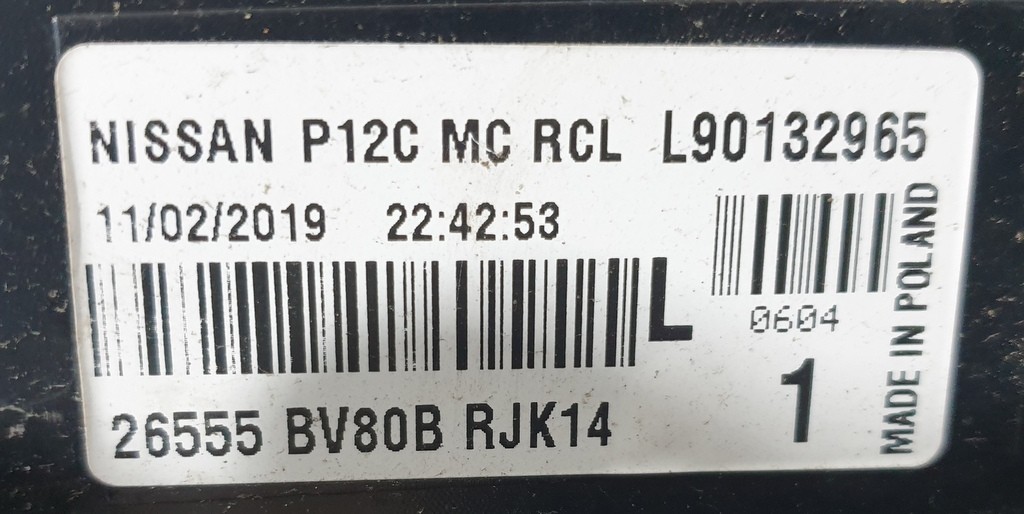 NISSAN P12C MC RCL L90132965
11/02/2019 22:42:53
L
0604
1
MADE IN POLAND
26555 BV80B RJK14